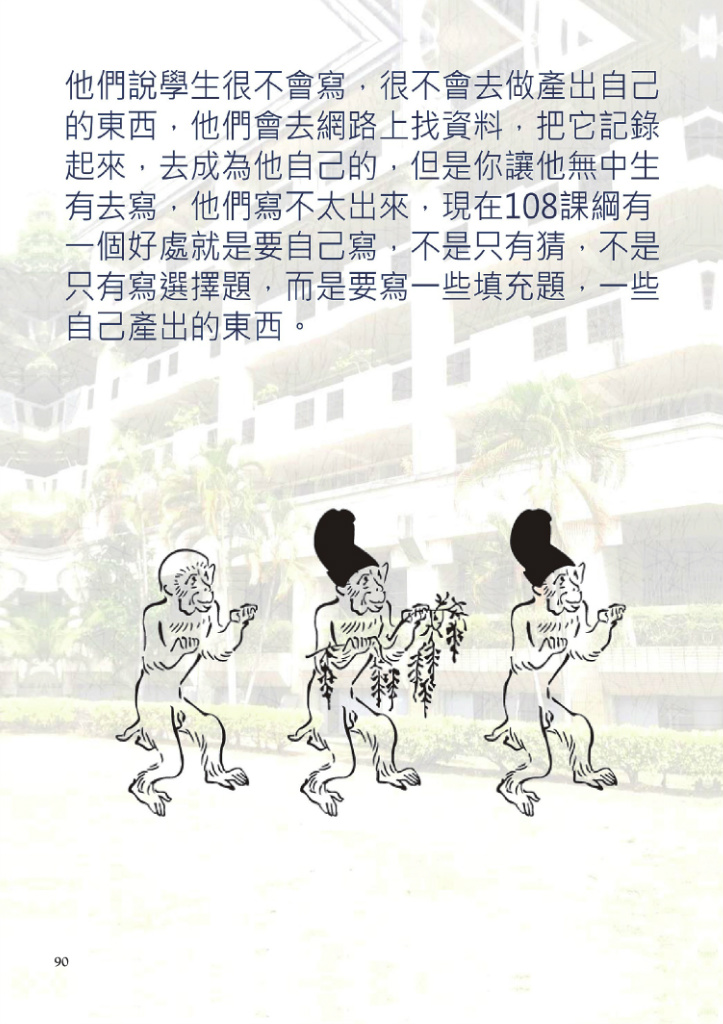 他們說學生很不會寫，很不會去做產出自己
的東西，他們會去網路上找資料，把它記錄
起來，去成為他自己的，但是你讓他無中生
有去寫，他們寫不太出來，現在108課綱有
一個好處就是要自己寫，不是只有猜，不是
只有寫選擇題，而是要寫一些填充題，一些
自己產出的東西。
90